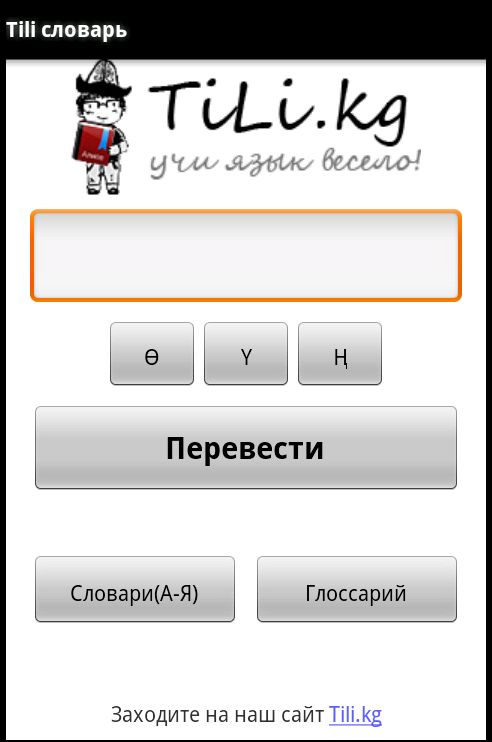 Tili словарь
TiLi.kg
учи язык весело!
Ө Ү Ң
Перевести
Словари(А-Я) Глоссарий
Заходите на наш сайт Tili.kg